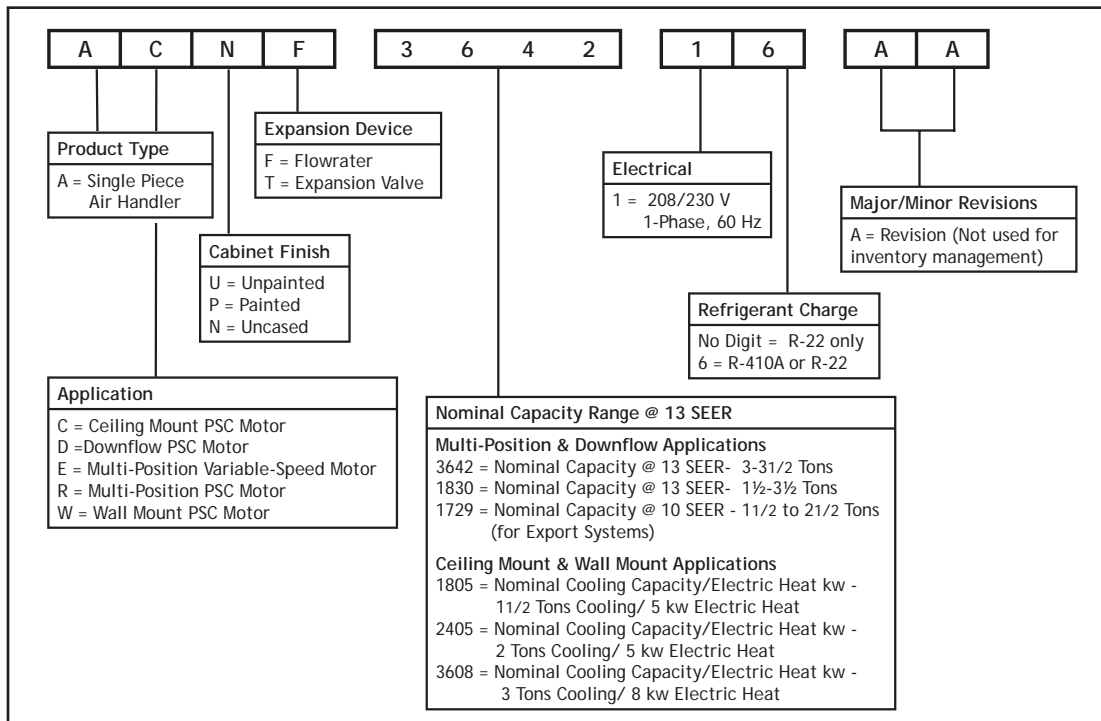 A C N F 3 6 4 2 1 6 A A
Product Type
A = Single Piece
Air Handler
Expansion Device
F = Flowrater
T = Expansion Valve
Cabinet Finish
U = Unpainted
P = Painted
N = Uncased
Electrical
1 = 208/230 V
1-Phase, 60 Hz
Major/Minor Revisions
A = Revision (Not used for
inventory management)
Refrigerant Charge
No Digit = R-22 only
6 = R-410A or R-22
Application
C = Ceiling Mount PSC Motor
D =Downflow PSC Motor
E = Multi-Position Variable-Speed Motor
R = Multi-Position PSC Motor
W = Wall Mount PSC Motor
Nominal Capacity Range @ 13 SEER
Multi-Position & Downflow Applications
3642 = Nominal Capacity @ 13 SEER- 3-31/2 Tons
1830 = Nominal Capacity @ 13 SEER- 1½-3½ Tons
1729 = Nominal Capacity @ 10 SEER - 11/2 to 21/2 Tons
(for Export Systems)
Ceiling Mount & Wall Mount Applications
1805 = Nominal Cooling Capacity/Electric Heat kw -
11/2 Tons Cooling/ 5 kw Electric Heat
2405 = Nominal Cooling Capacity/Electric Heat kw -
2 Tons Cooling/ 5 kw Electric Heat
3608 = Nominal Cooling Capacity/Electric Heat kw -
3 Tons Cooling/ 8 kw Electric Heat